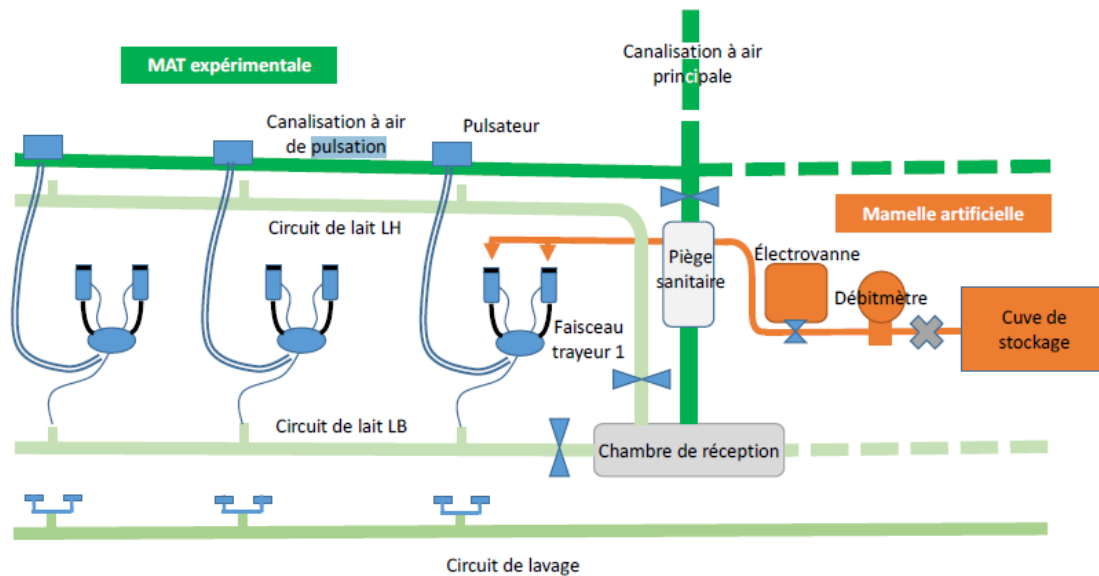 Canalisation à air
principale
MAT expérimentale
Canalisation à air
de pulsation
Pulsateur
Mamelle artificielle
Circuit de lait LH
Piège
sanitaire
Électrovanne
Débitmètre
Cuve de
stockage
Faisceau
trayeur 1
Circuit de lait LB
Chambre de réception
Circuit de lavage